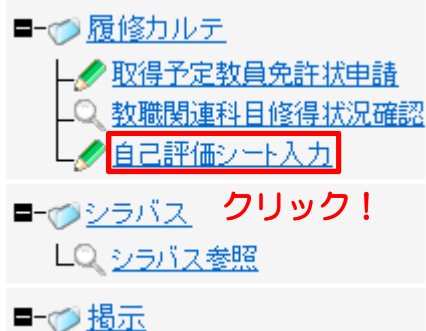 履修カルテ
取得予定教員免許状申請
教職関連科目修得状況確認
自己評価シート入力
シラバス クリック！
シラバス参照
掲示